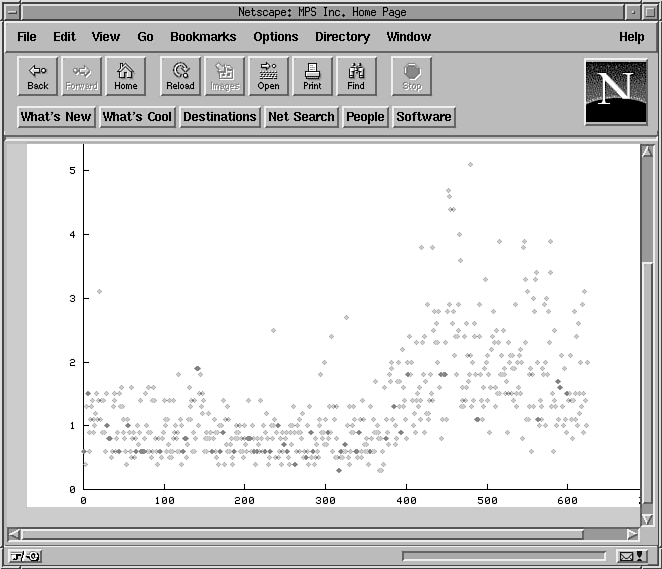 Netscape: MPS Inc. Home Page
File Edit View Go Bookmarks Options Directory Window Help
Back Forward Home Reload Images Open Print Find Stop
N
What's New What's Cool Destinations Net Search People Software
5
4
3
2
1
0
0 100 200 300 400 500 600